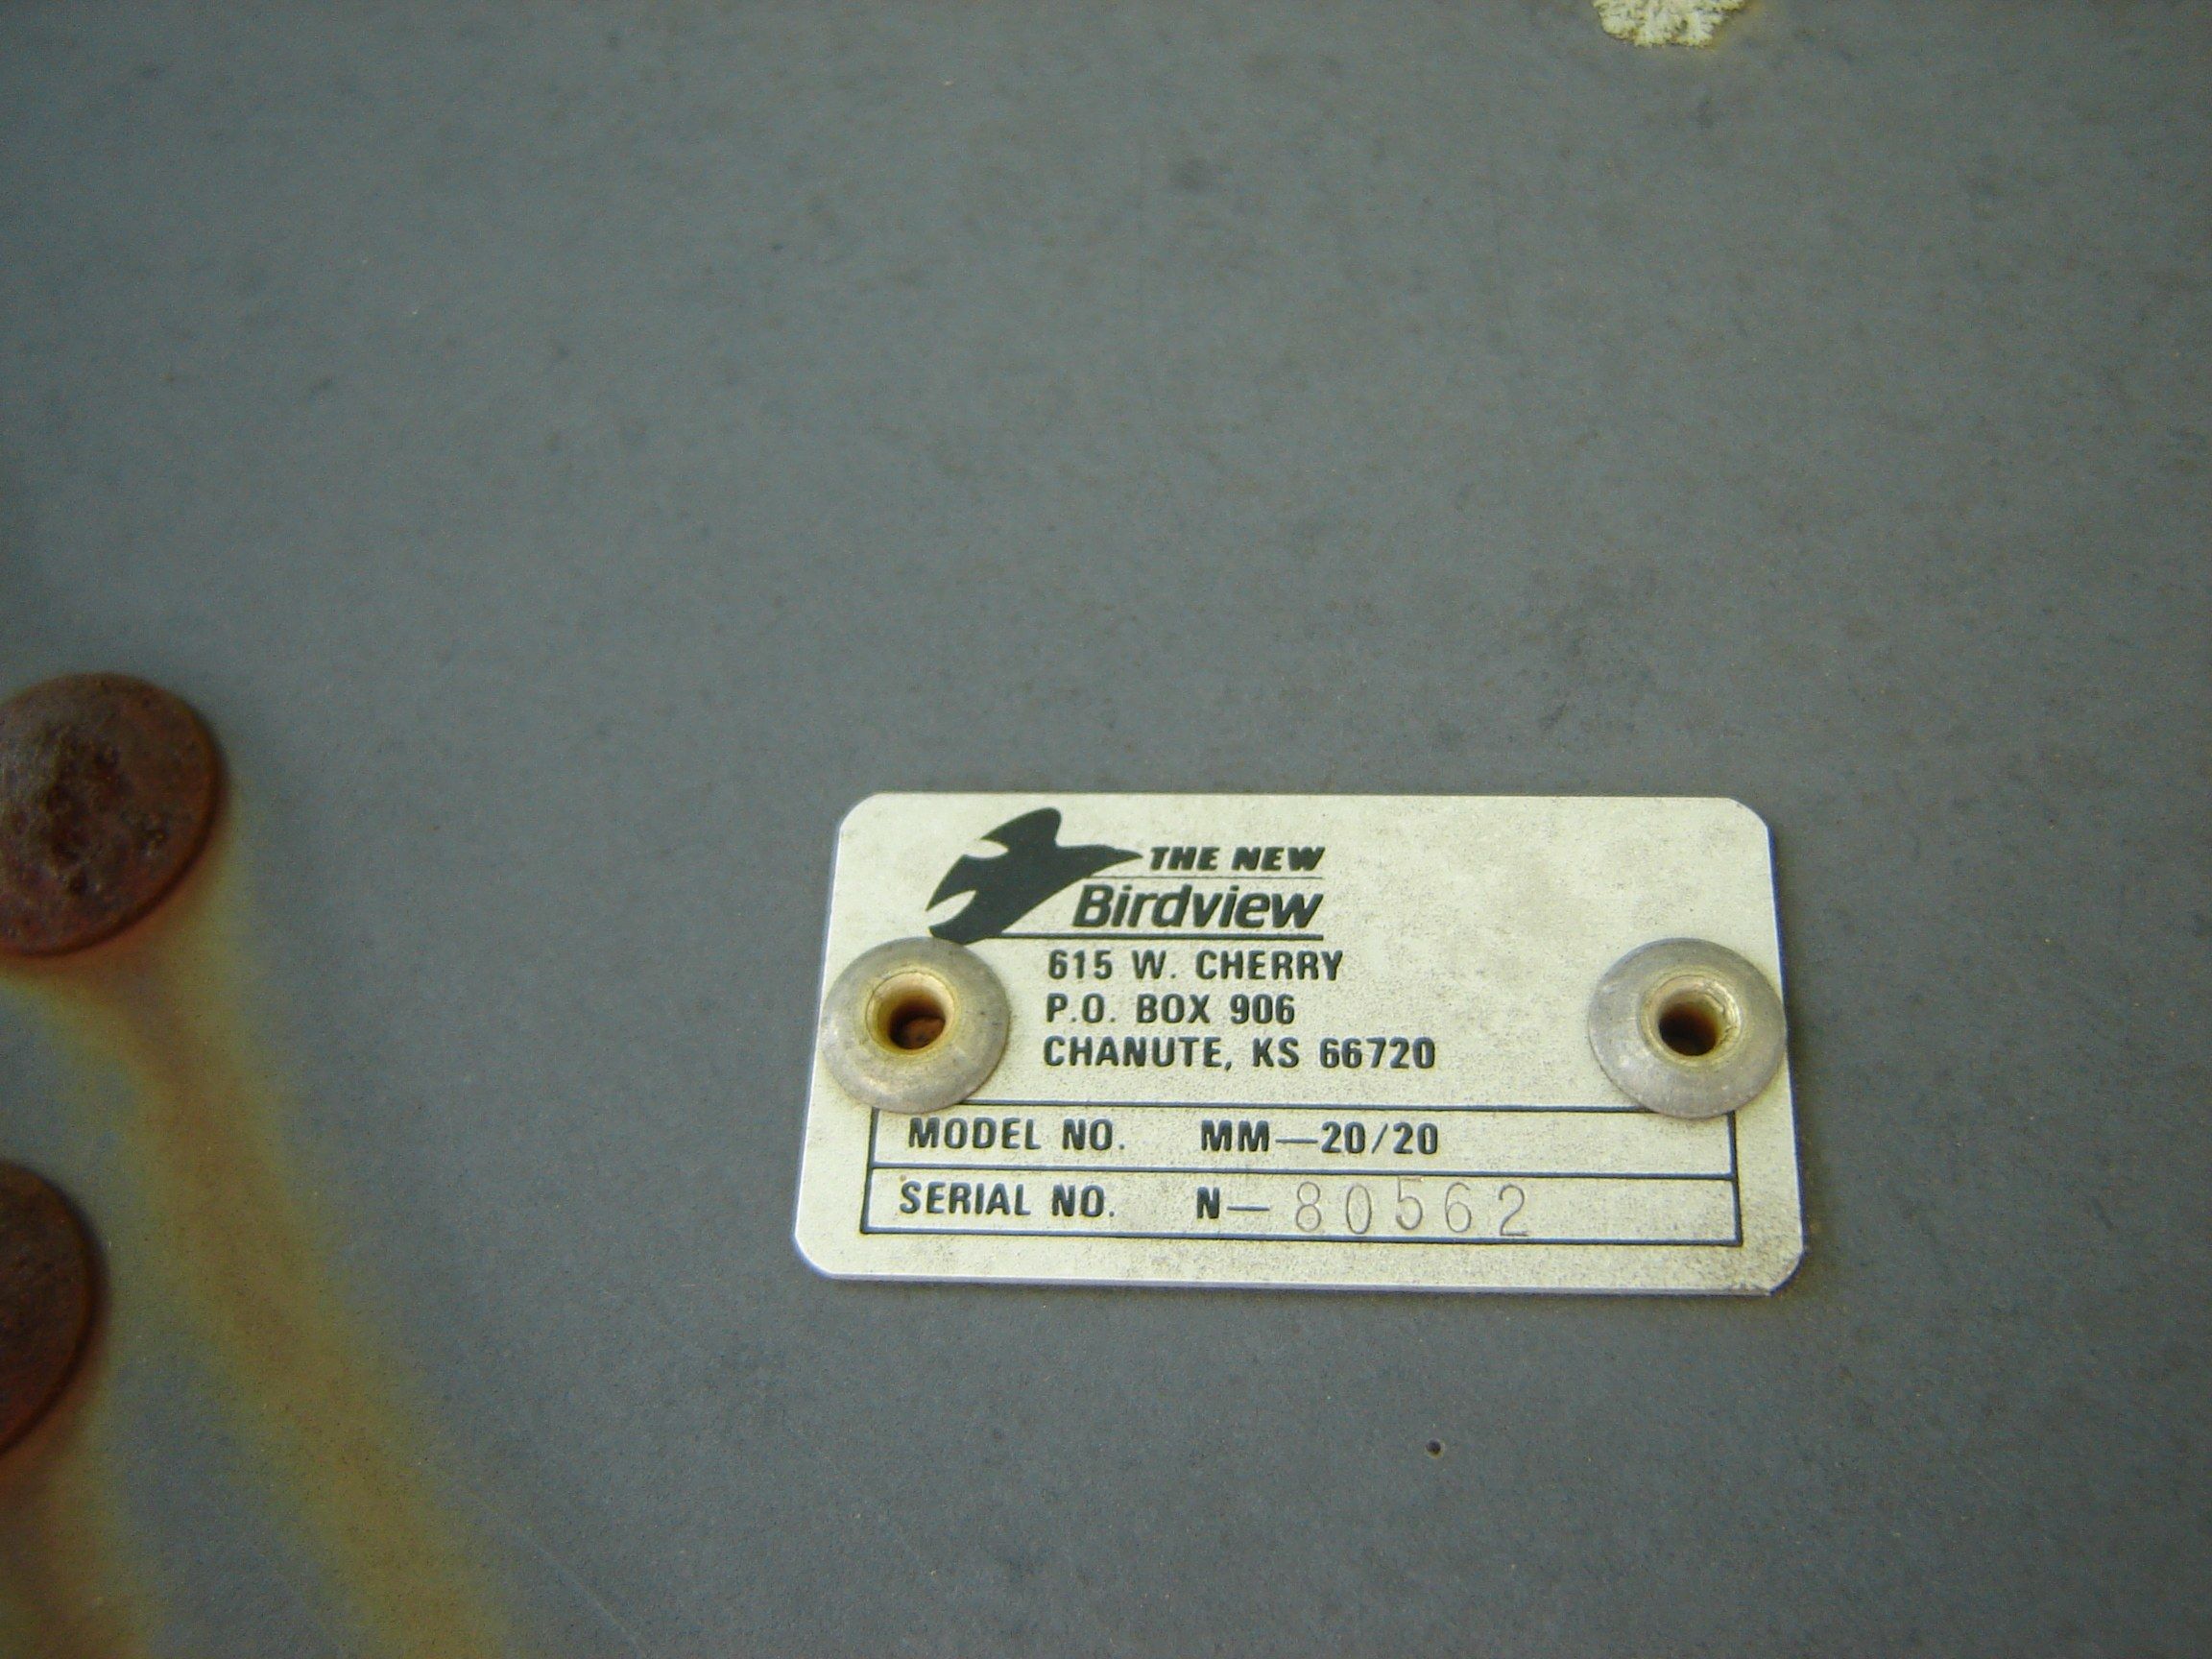 THE NEW
Birdview
615 W. CHERRY
P.O. BOX 906
CHANUTE, KS 66720
MODEL NO. MM—20/20
SERIAL NO. N—80562